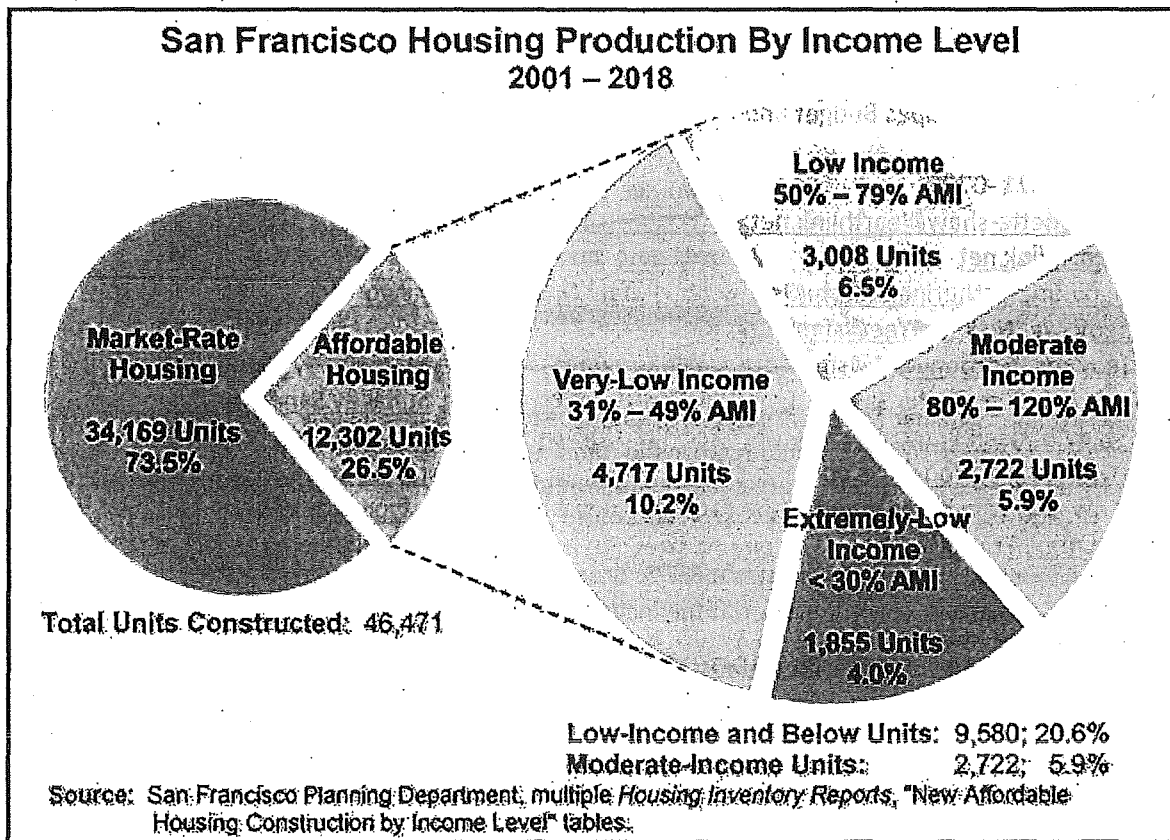 San Francisco Housing Production By Income Level
2001 – 2018
Market-Rate
Housing
34,169 Units
73.5%
Affordable
Housing
12,302 Units
26.5%
Total Units Constructed: 46,471
Low Income
50% – 79% AMI
3,008 Units
6.5%
Very-Low Income
31% – 49% AMI
4,717 Units
10.2%
Moderate
Income
80% – 120% AMI
2,722 Units
5.9%
Extremely-Low
Income
< 30% AMI
1,855 Units
4.0%
Low-Income and Below Units: 9,580; 20.6%
Moderate-Income Units: 2,722; 5.9%
Source: San Francisco Planning Department, multiple Housing Inventory Reports, "New Affordable
Housing Construction by Income Level" tables.